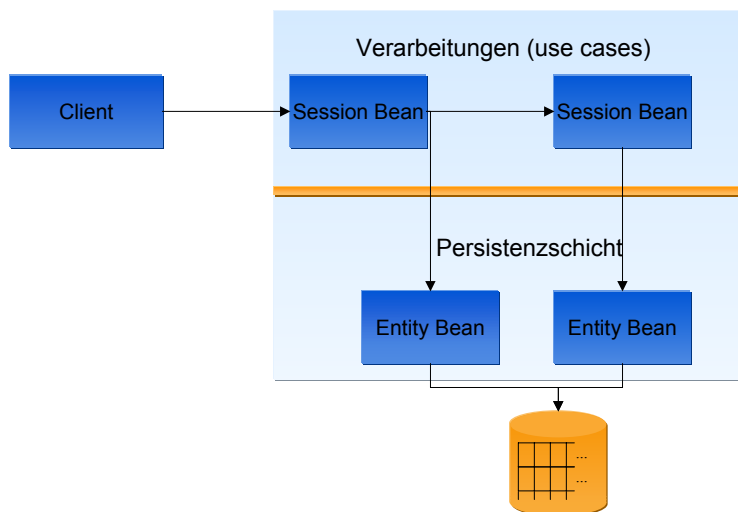 Verarbeitungen (use cases)
Client
Session Bean
Session Bean
Persistenzschicht
Entity Bean
Entity Bean
...
...